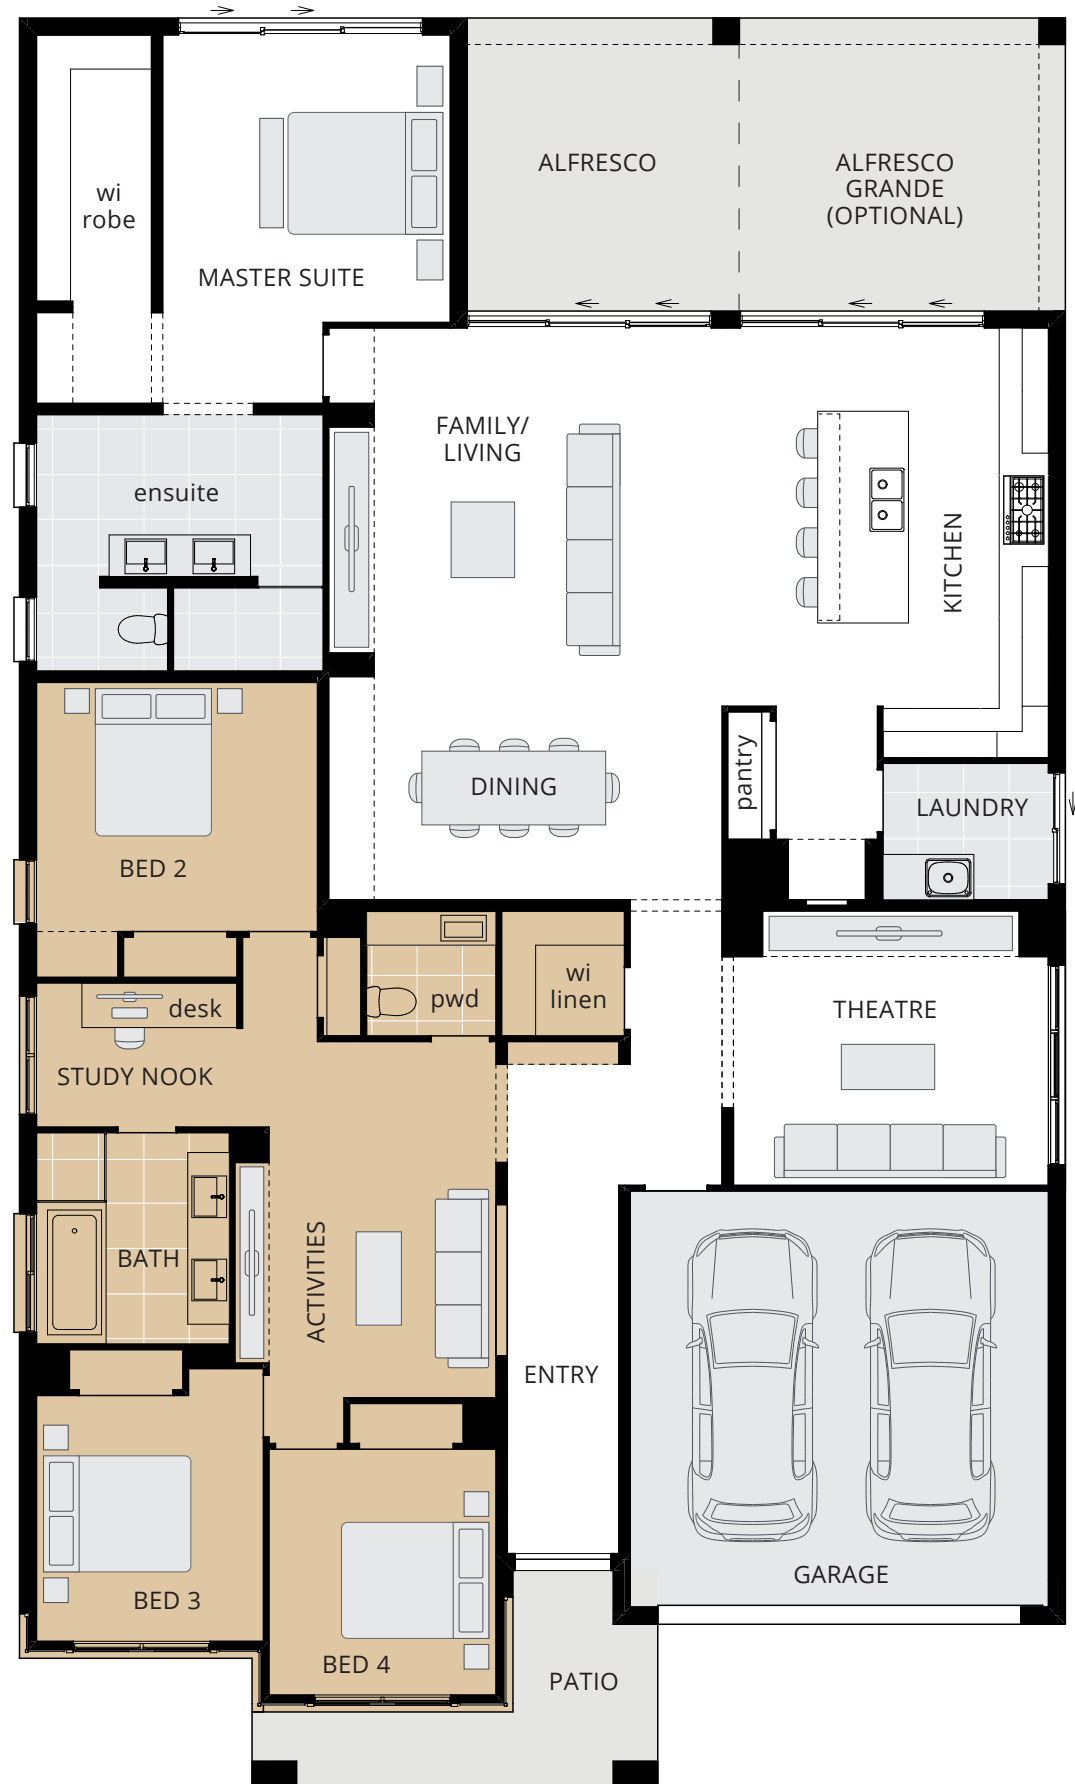 ALFRESCO
ALFRESCO
GRANDE
(OPTIONAL)
wi
robe
MASTER SUITE
FAMILY/
LIVING
ensuite
KITCHEN
pantry
DINING
LAUNDRY
BED 2
wi
linen
pwd
desk
THEATRE
STUDY NOOK
BATH
ACTIVITIES
ENTRY
GARAGE
BED 3
BED 4
PATIO